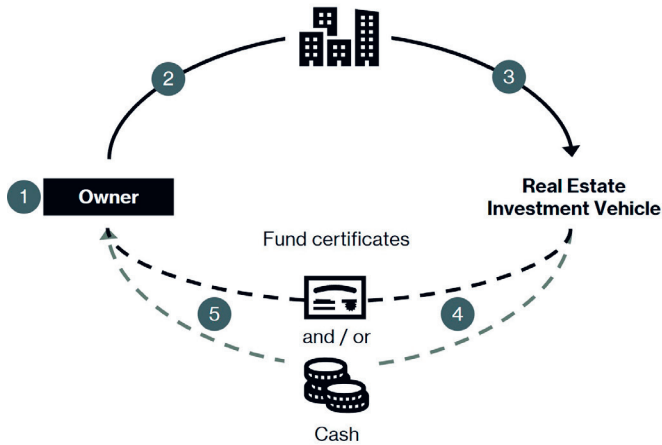 2
3
1
Owner
Real Estate
Investment Vehicle
Fund certificates
5
4
and / or
Cash